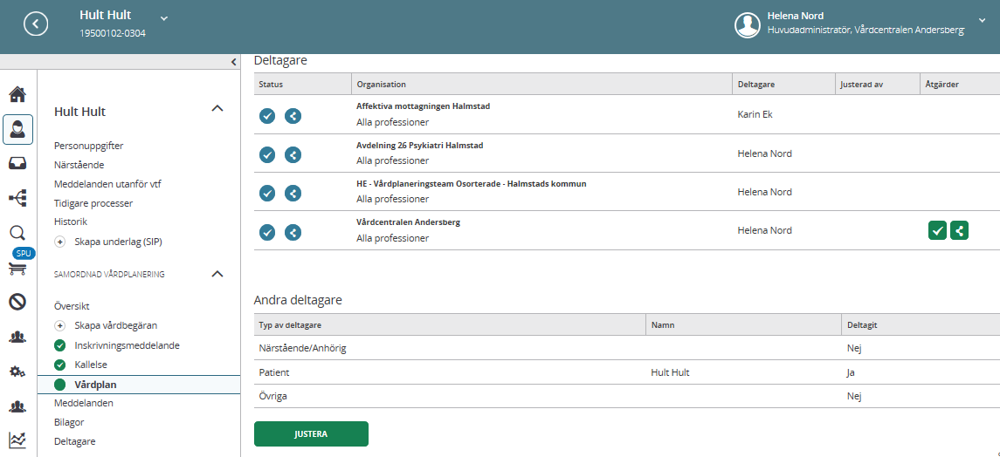 Hult Hult
19500102-0304
Helena Nord
Huvudadministratör, Vårdcentralen Andersberg
Hult Hult
Personuppgifter
Närstående
Meddelanden utanför vtf
Tidigare processer
Historik
Skapa underlag (SIP)
SPU
SAMORDNAD VÅRDPLANERING
Översikt
Skapa vårdbegäran
Inskrivningsmeddelande
Kallelse
Vårdplan
Meddelanden
Bilagor
Deltagare
Deltagare
Status Organisation Deltagare Justerad av Åtgärder
Affektiva mottagningen Halmstad
Alla professioner Karin Ek
Avdelning 26 Psykiatri Halmstad
Alla professioner Helena Nord
HE - Vårdplaneringsteam Osorterade - Halmstads kommun
Alla professioner Helena Nord
Vårdcentralen Andersberg
Alla professioner Helena Nord
Andra deltagare
Typ av deltagare Namn Deltagit
Närstående/Anhörig Nej
Patient Hult Hult Ja
Övriga Nej
JUSTERA